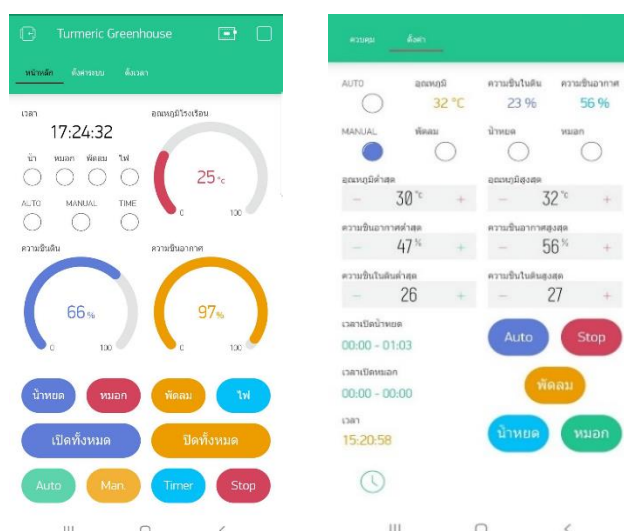 Turmeric Greenhouse
หน้าหลัก ตั้งค่าระบบ ตั้งเวลา
เวลา อุณหภูมิโรงเรือน
17:24:32
น้ำ หมอก พัดลม ไฟ
25 °c
AUTO MANUAL TIME
0 100
ความชื้นดิน ความชื้นอากาศ
66 % 97 %
0 100 0 100
น้ำหยด หมอก พัดลม ไฟ
เปิดทั้งหมด ปิดทั้งหมด
Auto Man. Timer Stop
ควบคุม ตั้งค่า
AUTO อุณหภูมิ ความชื้นในดิน ความชื้นอากาศ
32 °C 23 % 56 %
MANUAL พัดลม น้ำหยด หมอก
อุณหภูมิต่ำสุด อุณหภูมิสูงสุด
− 30 °c + − 32 °c +
ความชื้นอากาศต่ำสุด ความชื้นอากาศสูงสุด
− 47 % + − 56 % +
ความชื้นในดินต่ำสุด ความชื้นในดินสูงสุด
− 26 + − 27 +
เวลาเปิดน้ำหยด
00:00 - 01:03
Auto Stop
เวลาเปิดหมอก
00:00 - 00:00
พัดลม
เวลา
15:20:58
น้ำหยด หมอก